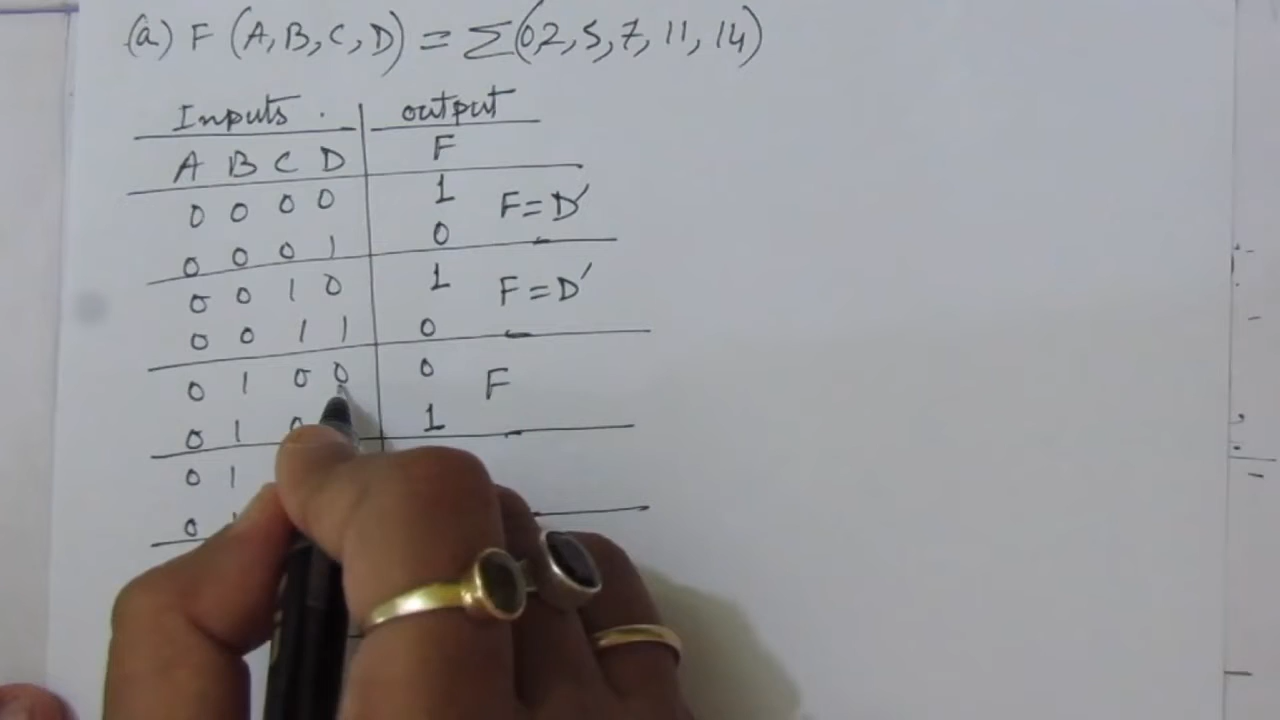 (a) F (A, B, C, D) = Σ(0,2, 5, 7, 11, 14)
Inputs . output
A B C D F
0 0 0 0 1 F = D'
0 0 0 1 0
0 0 1 0 1 F = D'
0 0 1 1 0
0 1 0 0 0 F
0 1 0 1
0 1
0